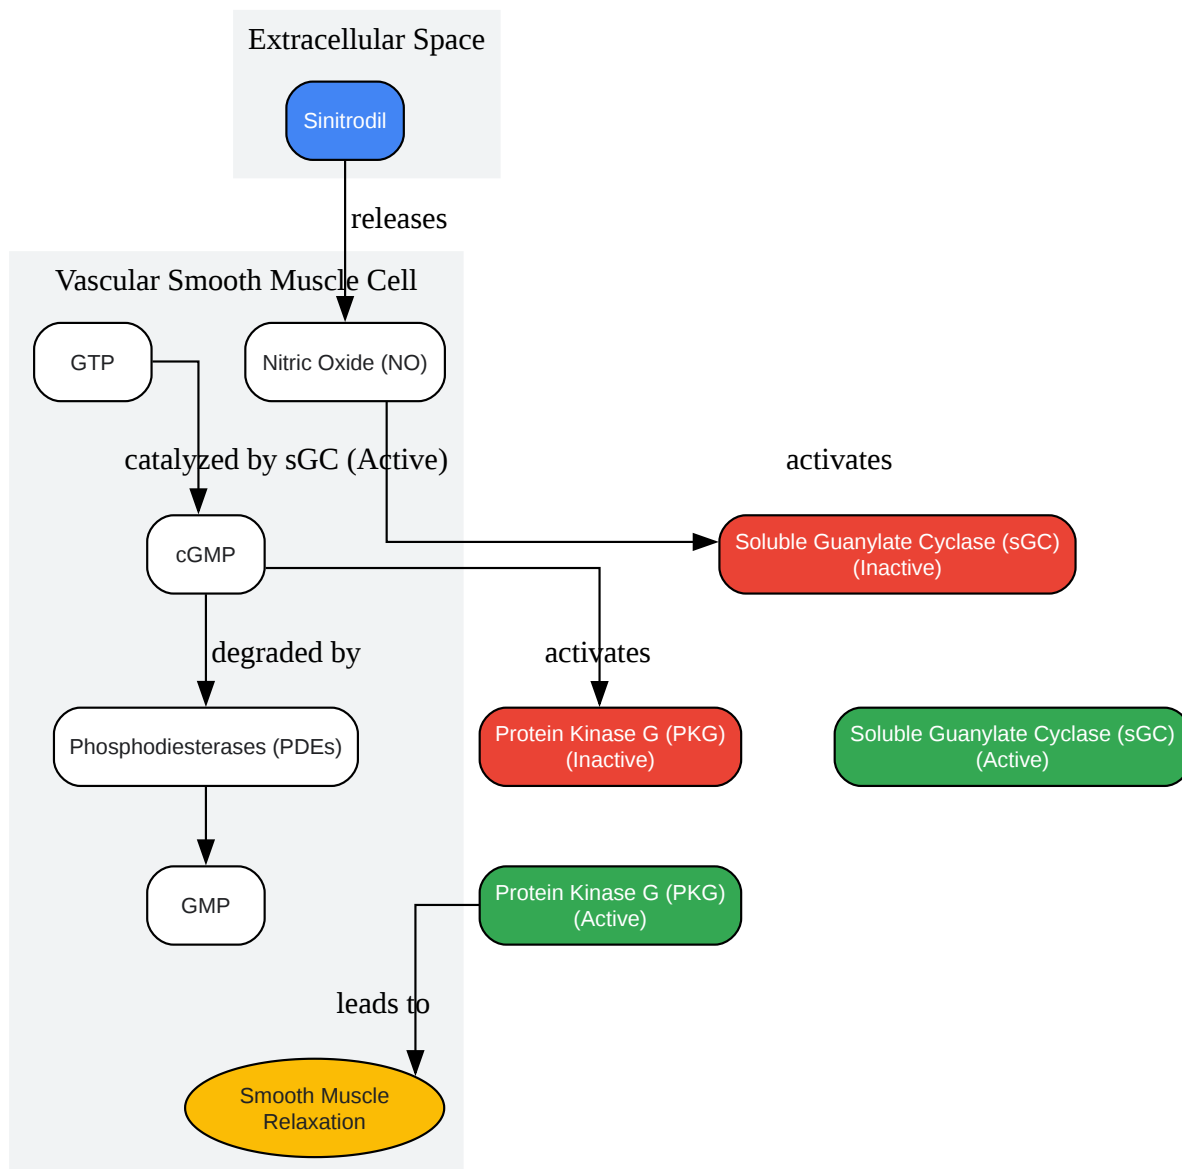 Extracellular Space
Sinitrodil
releases
Vascular Smooth Muscle Cell
GTP
Nitric Oxide (NO)
catalyzed by sGC (Active)
activates
cGMP
Soluble Guanylate Cyclase (sGC)
(Inactive)
degraded by
activates
Phosphodiesterases (PDEs)
Protein Kinase G (PKG)
(Inactive)
Soluble Guanylate Cyclase (sGC)
(Active)
GMP
Protein Kinase G (PKG)
(Active)
leads to
Smooth Muscle
Relaxation